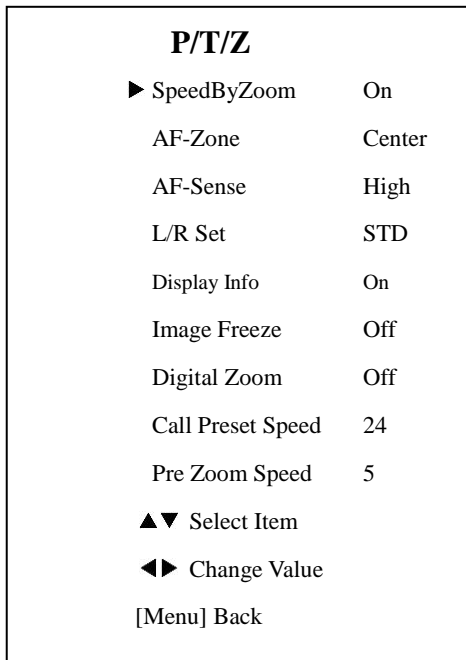 P/T/Z
▶ SpeedByZoom On
AF-Zone Center
AF-Sense High
L/R Set STD
Display Info On
Image Freeze Off
Digital Zoom Off
Call Preset Speed 24
Pre Zoom Speed 5
▲▼ Select Item
◀▶ Change Value
[Menu] Back